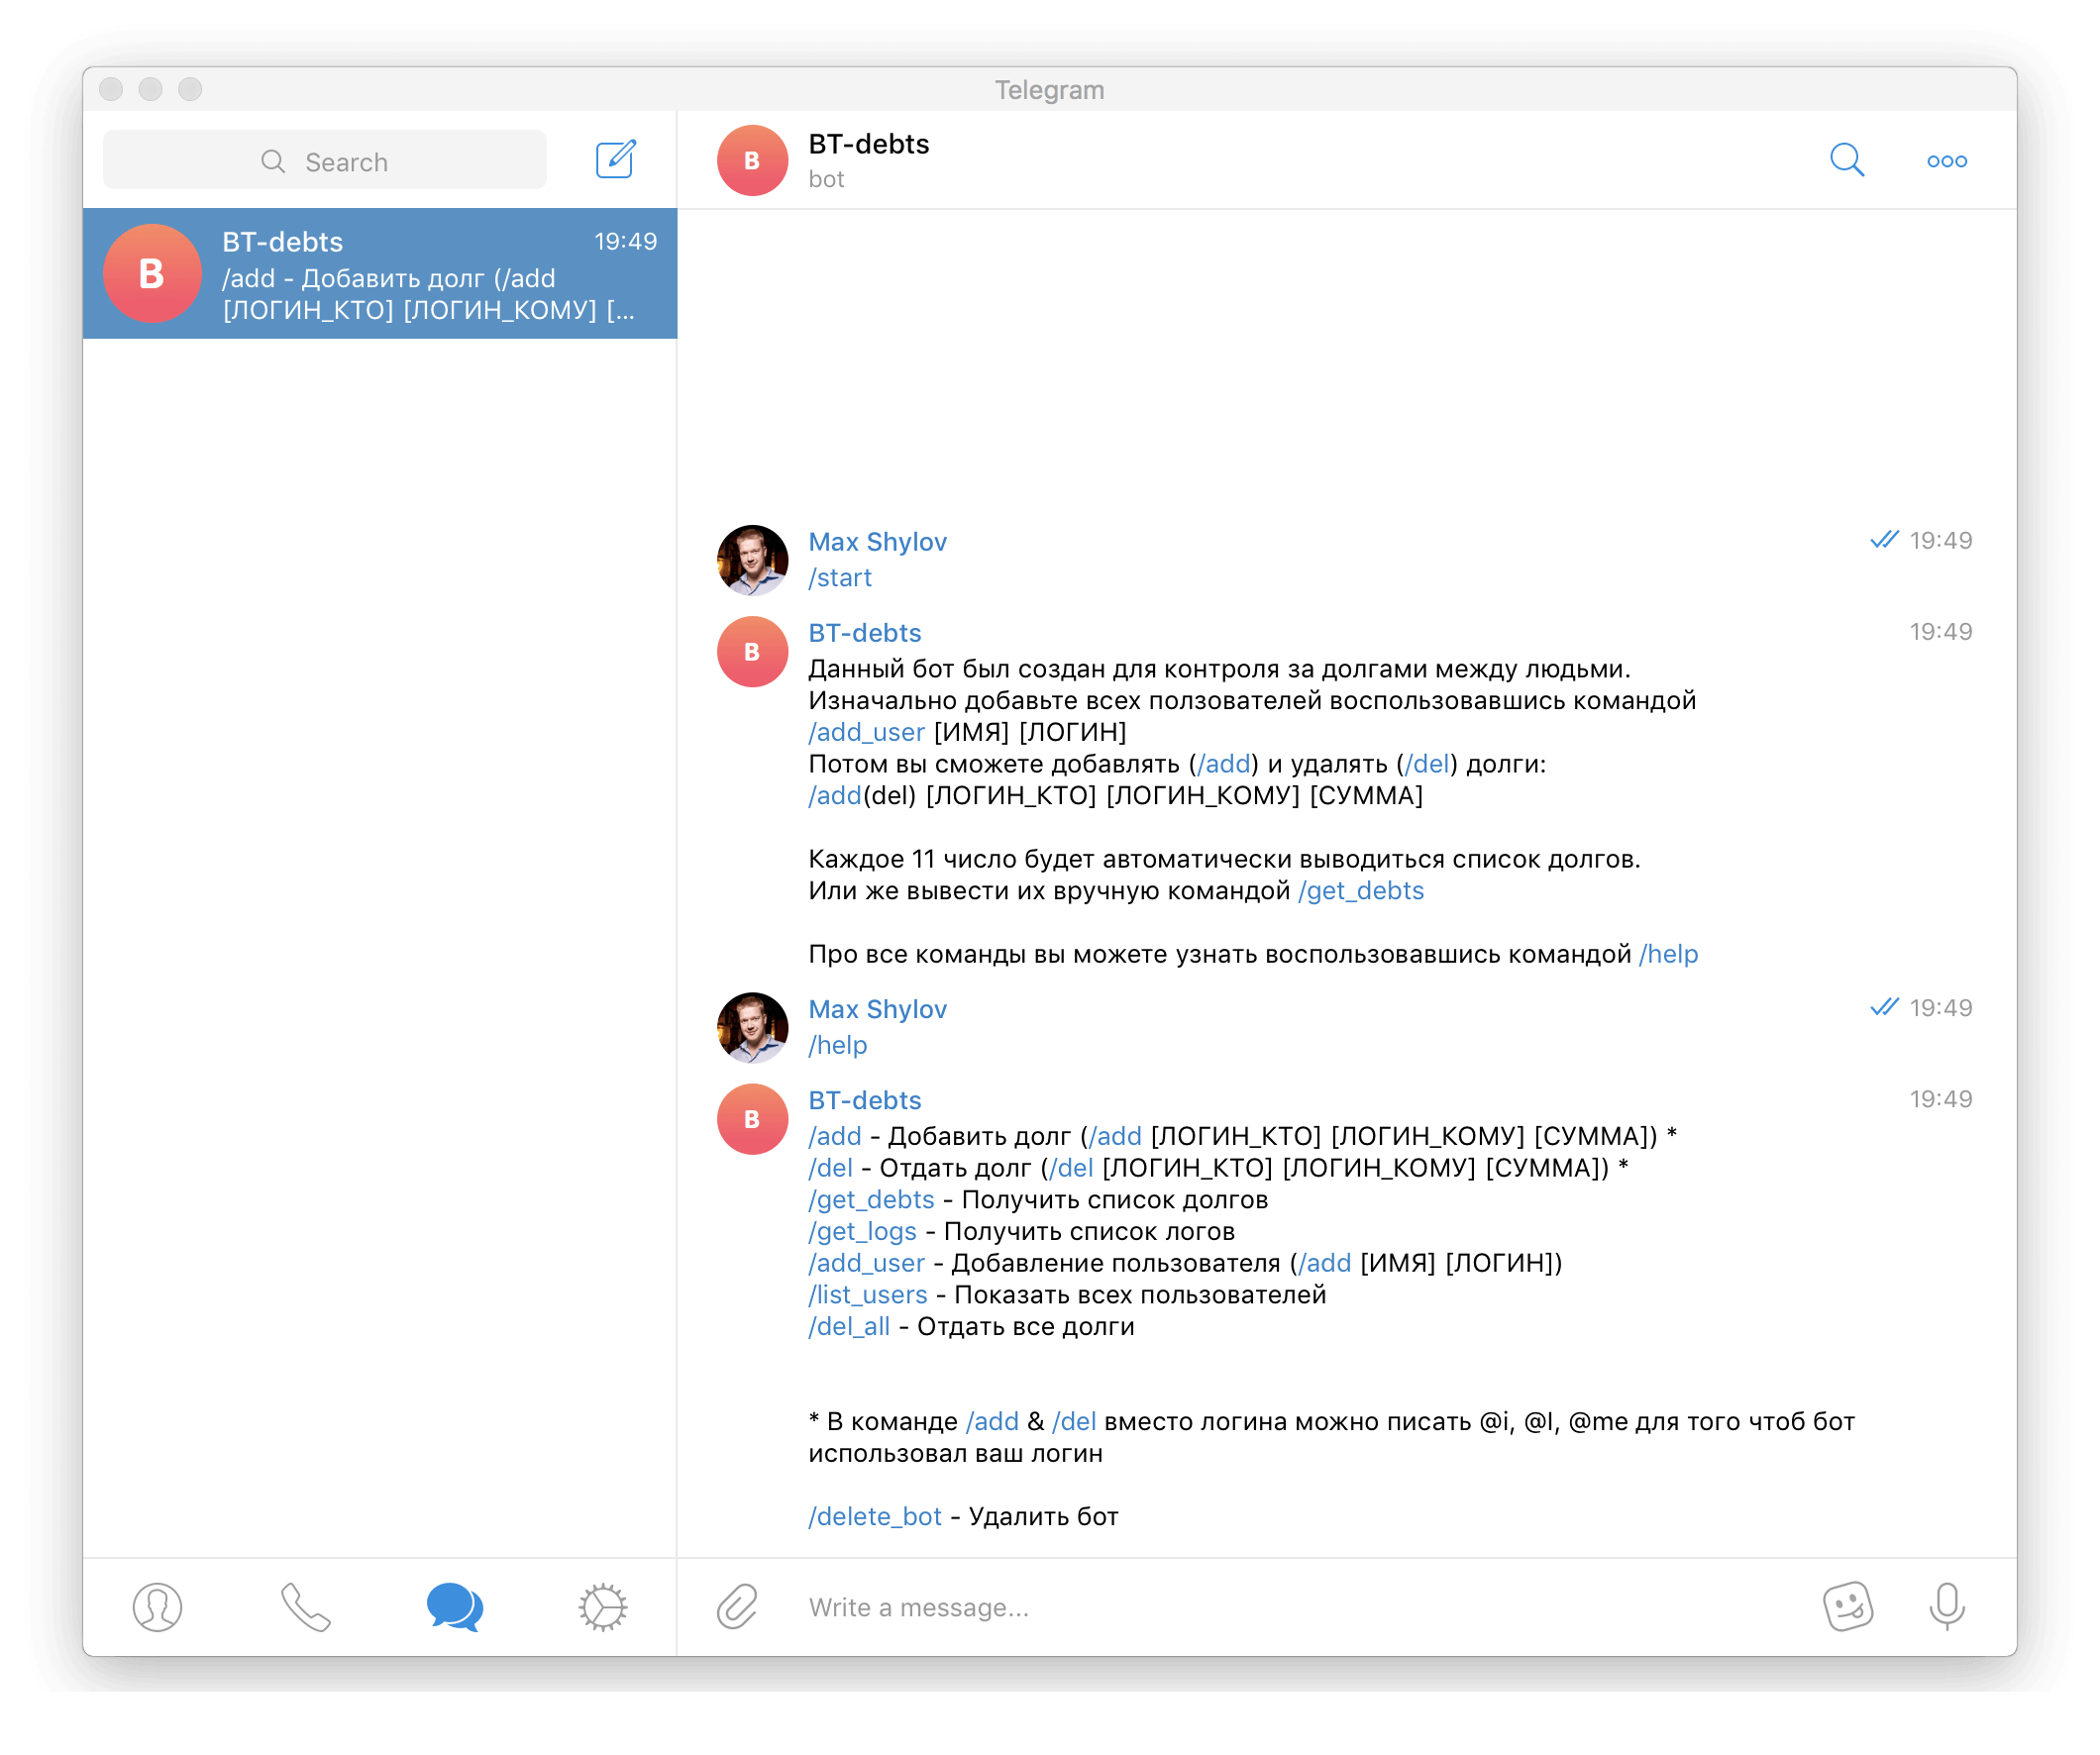 Telegram
Search
BT-debts 19:49
/add - Добавить долг (/add
[ЛОГИН_КТО] [ЛОГИН_КОМУ] [...
B
BT-debts
bot
B
Max Shylov 19:49
/start
BT-debts 19:49
B
Данный бот был создан для контроля за долгами между людьми.
Изначально добавьте всех ползователей воспользовавшись командой
/add_user [ИМЯ] [ЛОГИН]
Потом вы сможете добавлять (/add) и удалять (/del) долги:
/add(del) [ЛОГИН_КТО] [ЛОГИН_КОМУ] [СУММА]
Каждое 11 число будет автоматически выводиться список долгов.
Или же вывести их вручную командой /get_debts
Про все команды вы можете узнать воспользовавшись командой /help
Max Shylov 19:49
/help
BT-debts 19:49
B
/add - Добавить долг (/add [ЛОГИН_КТО] [ЛОГИН_КОМУ] [СУММА]) *
/del - Отдать долг (/del [ЛОГИН_КТО] [ЛОГИН_КОМУ] [СУММА]) *
/get_debts - Получить список долгов
/get_logs - Получить список логов
/add_user - Добавление пользователя (/add [ИМЯ] [ЛОГИН])
/list_users - Показать всех пользователей
/del_all - Отдать все долги
* В команде /add & /del вместо логина можно писать @i, @I, @me для того чтоб бот
использовал ваш логин
/delete_bot - Удалить бот
Write a message...